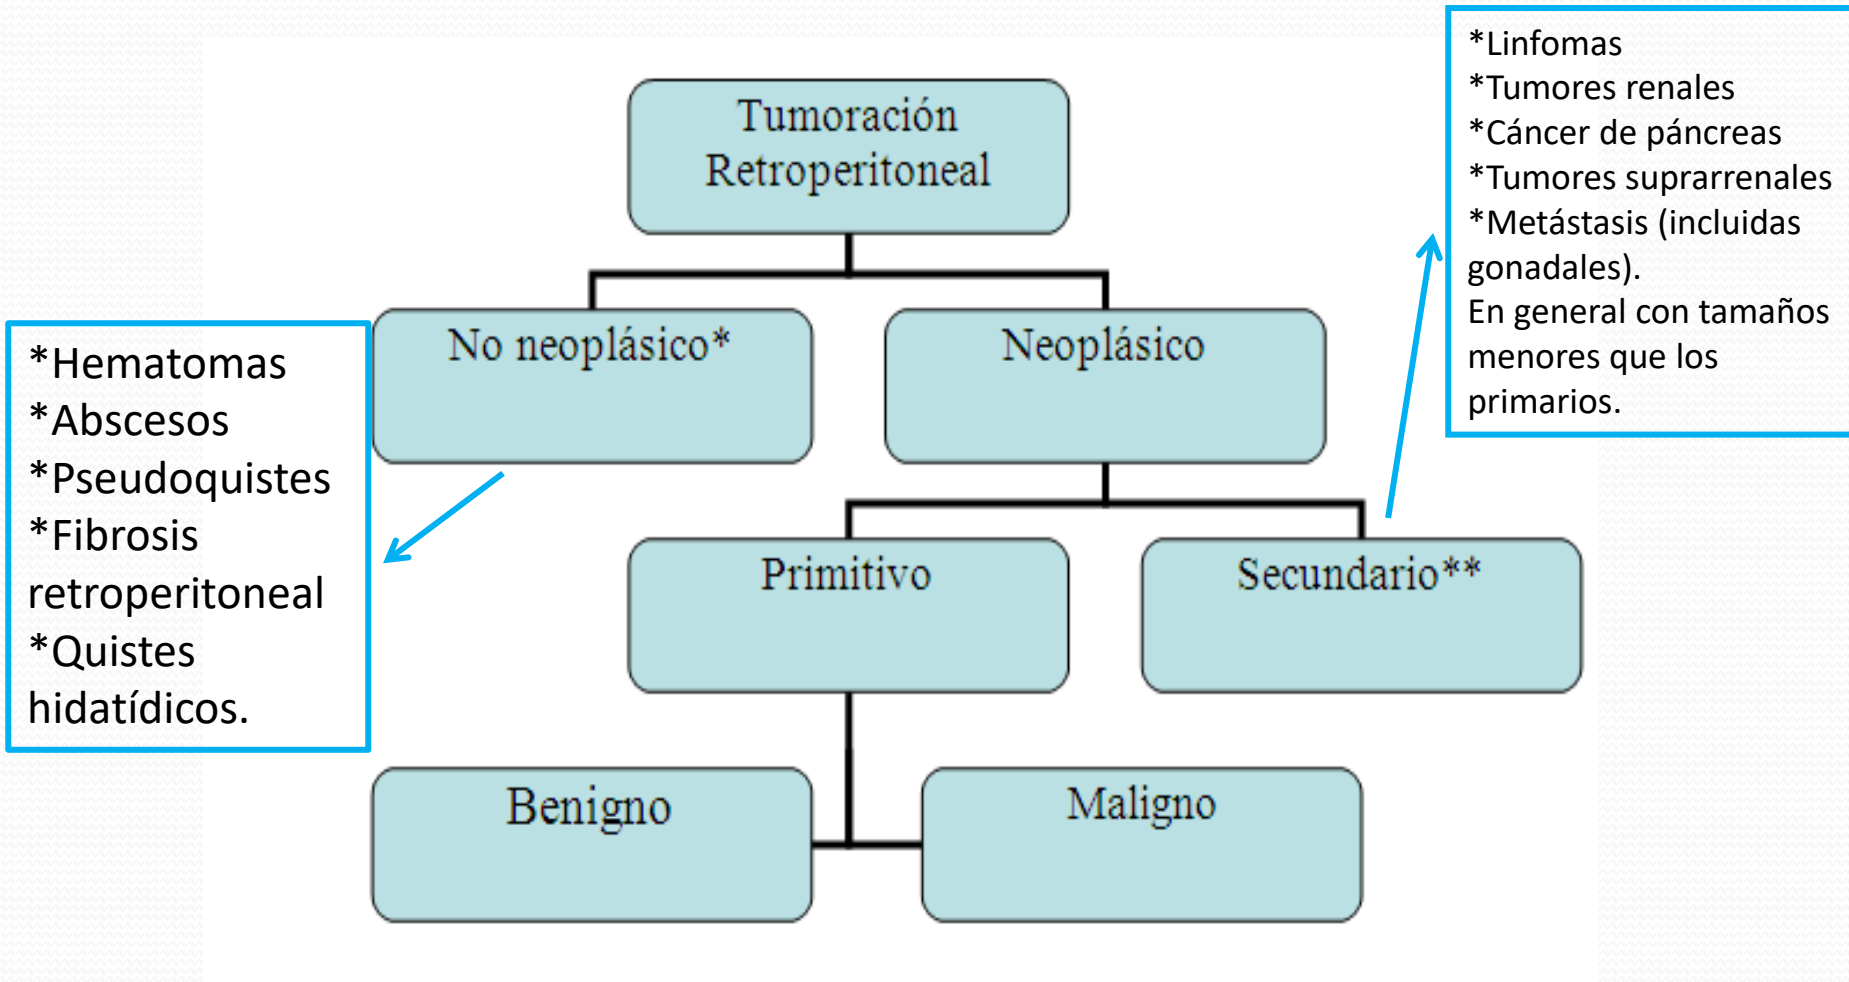 Tumoración
Retroperitoneal
No neoplásico*
Neoplásico
*Hematomas
*Abscesos
*Pseudoquistes
*Fibrosis
retroperitoneal
*Quistes
hidatídicos.
*Linfomas
*Tumores renales
*Cáncer de páncreas
*Tumores suprarrenales
*Metástasis (incluidas
gonadales).
En general con tamaños
menores que los
primarios.
Primitivo
Secundario**
Benigno
Maligno